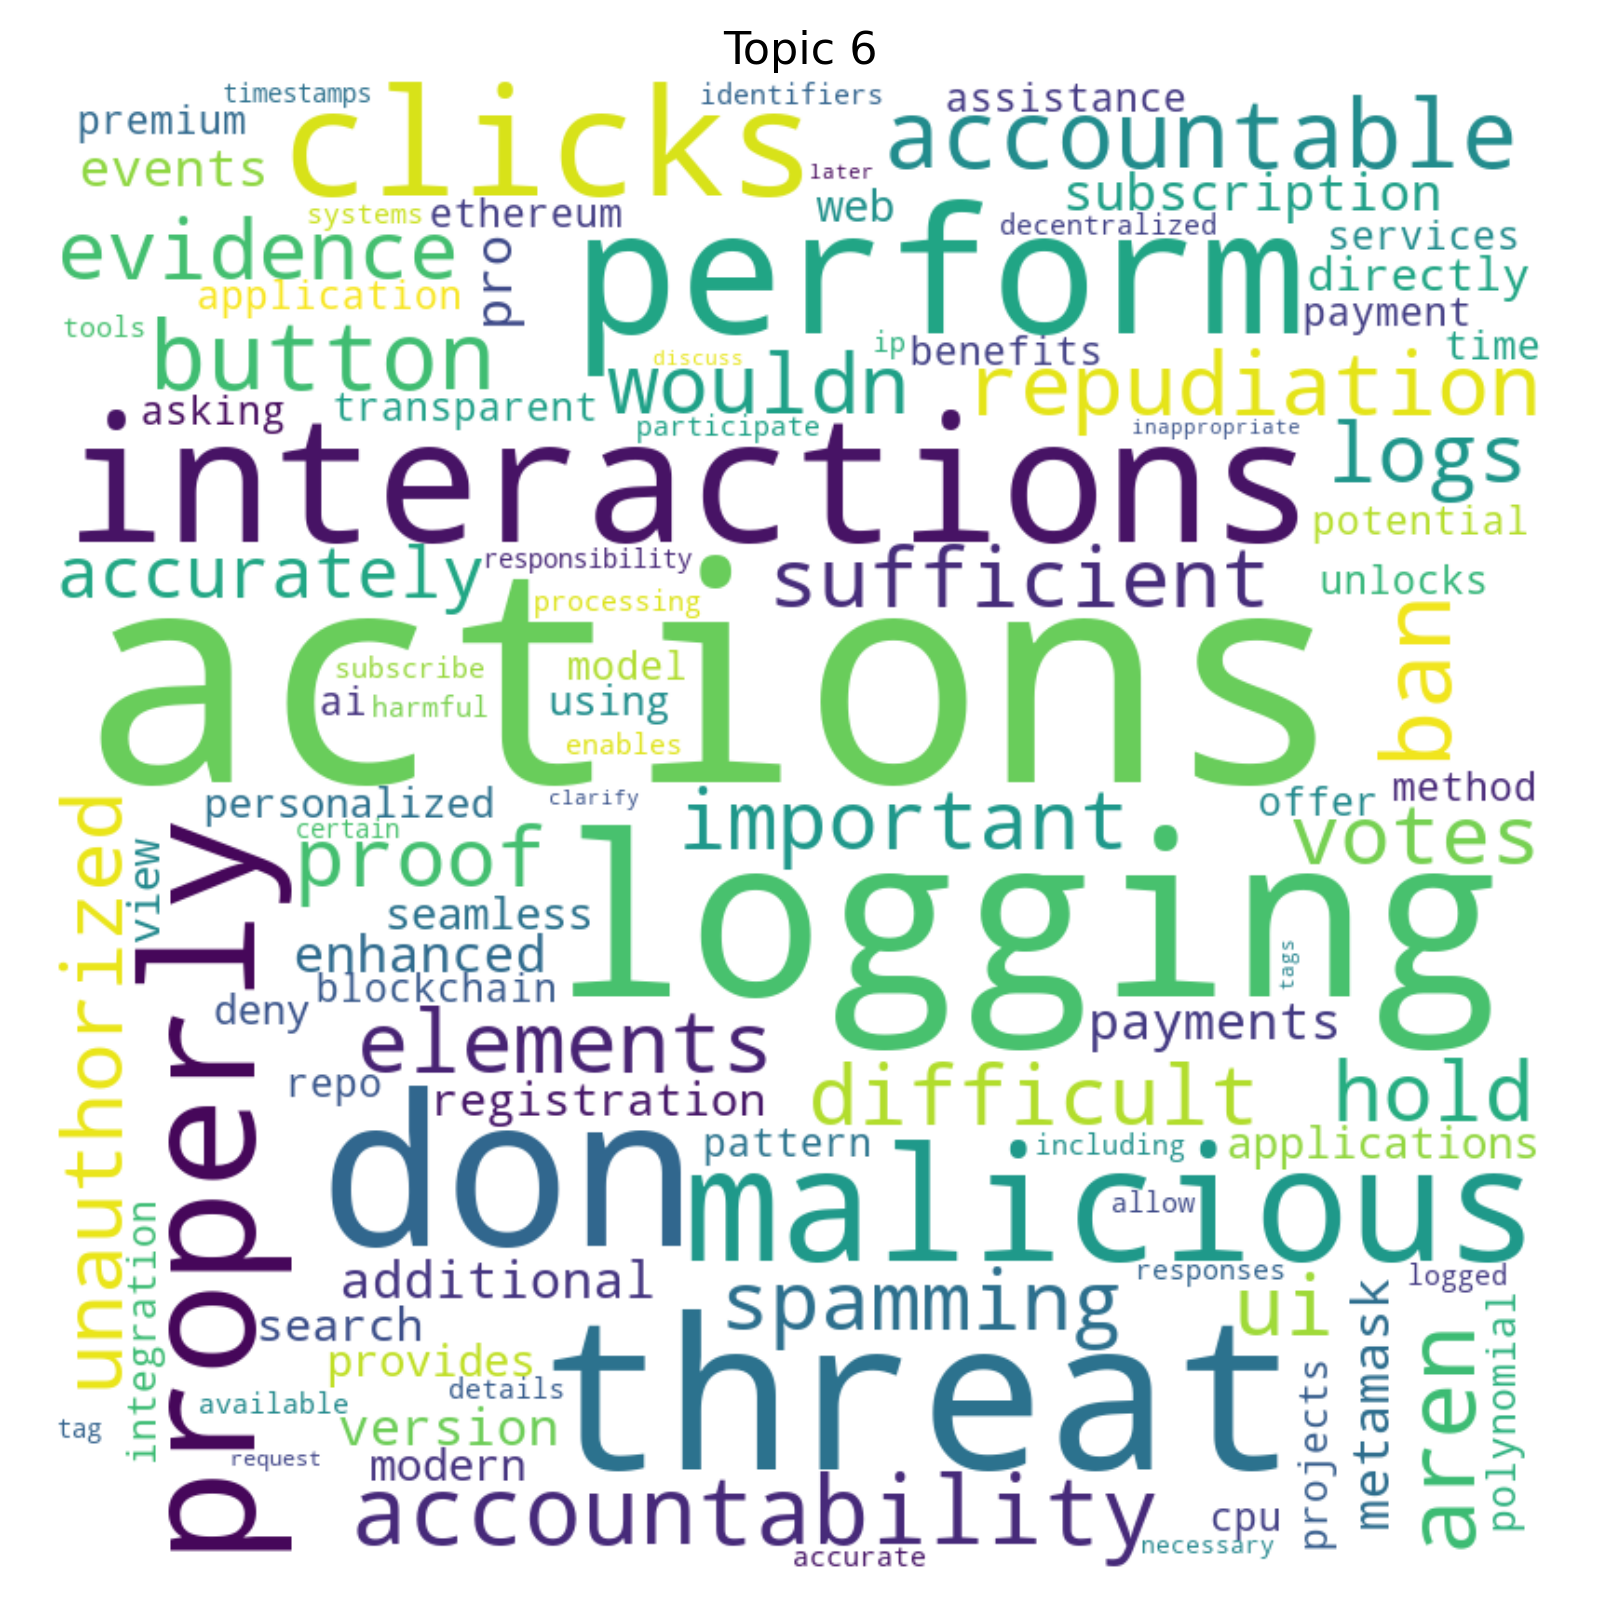 Topic 6
timestamps
clicks
identifiers
assistance
premium
accountable
events
later
subscription
systems
ethereum
web
decentralized
evidence
pro
perform
services
directly
application
payment
tools
button
ip
benefits
time
discuss
wouldn
repudiation
asking
transparent
participate
inappropriate
interactions
logs
potential
accurately
responsibility
sufficient
unlocks
processing
actions
ban
subscribe
model
ai
harmful
using
enables
unauthorized
personalized
clarify
important
offer
method
certain
proof
votes
view
properly
logging
seamless
enhanced
tags
blockchain
deny
payments
elements
repo
registration
difficult
hold
don
pattern
including
applications
malicious
allow
integration
additional
responses
logged
spamming
ui
metamask
search
threat
aren
polynomial
provides
details
projects
available
version
tag
request
modern
accountability
cpu
necessary
accurate